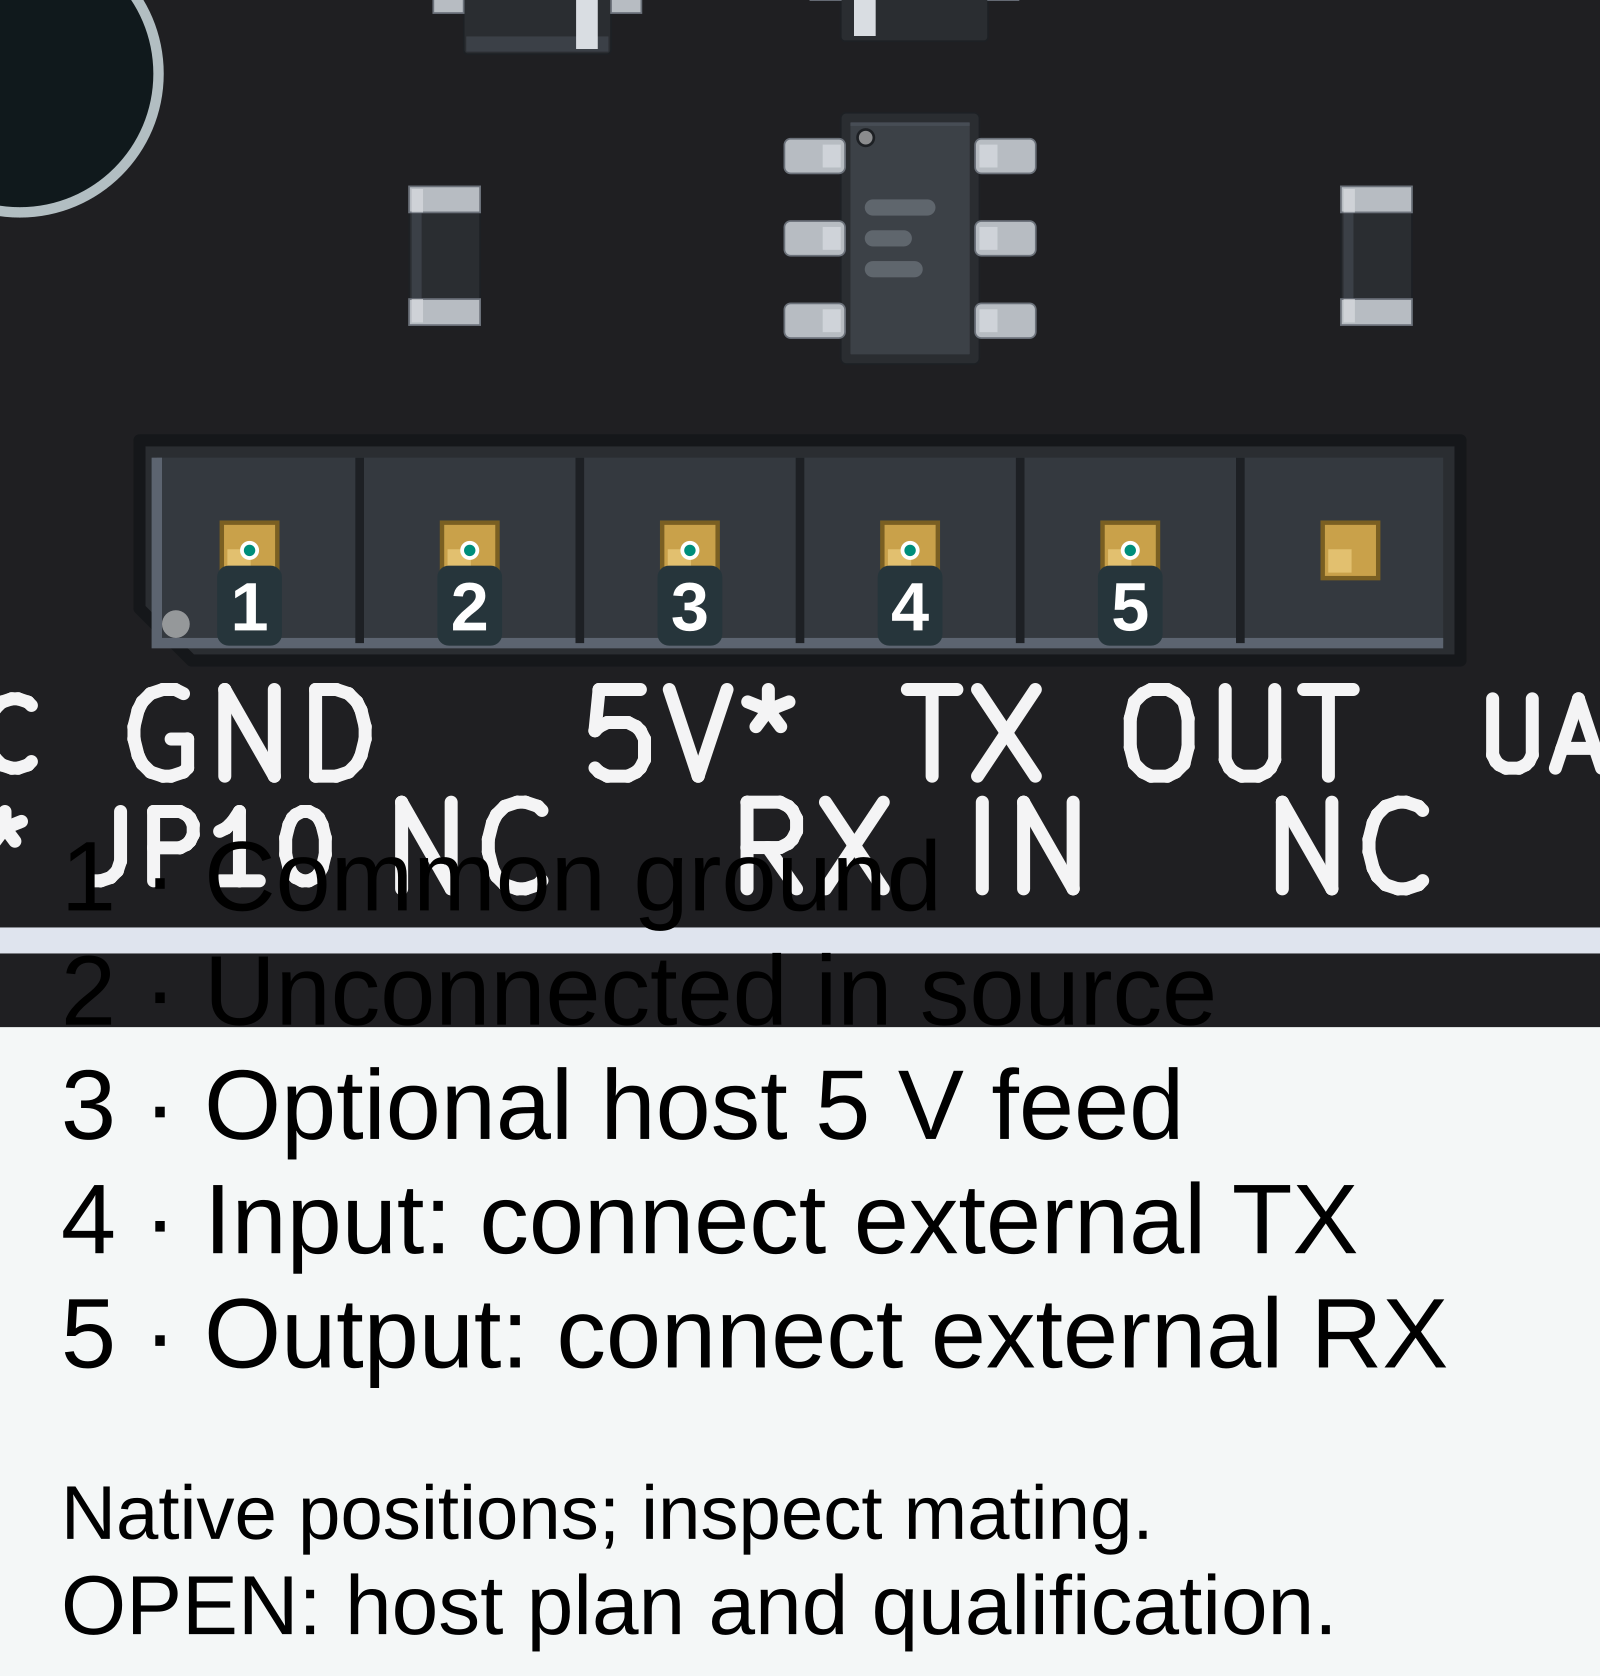 1 2 3 4 5
C GND 5V* TX OUT UA
* JP10 NC RX IN NC
1 · Common ground
2 · Unconnected in source
3 · Optional host 5 V feed
4 · Input: connect external TX
5 · Output: connect external RX
Native positions; inspect mating.
OPEN: host plan and qualification.